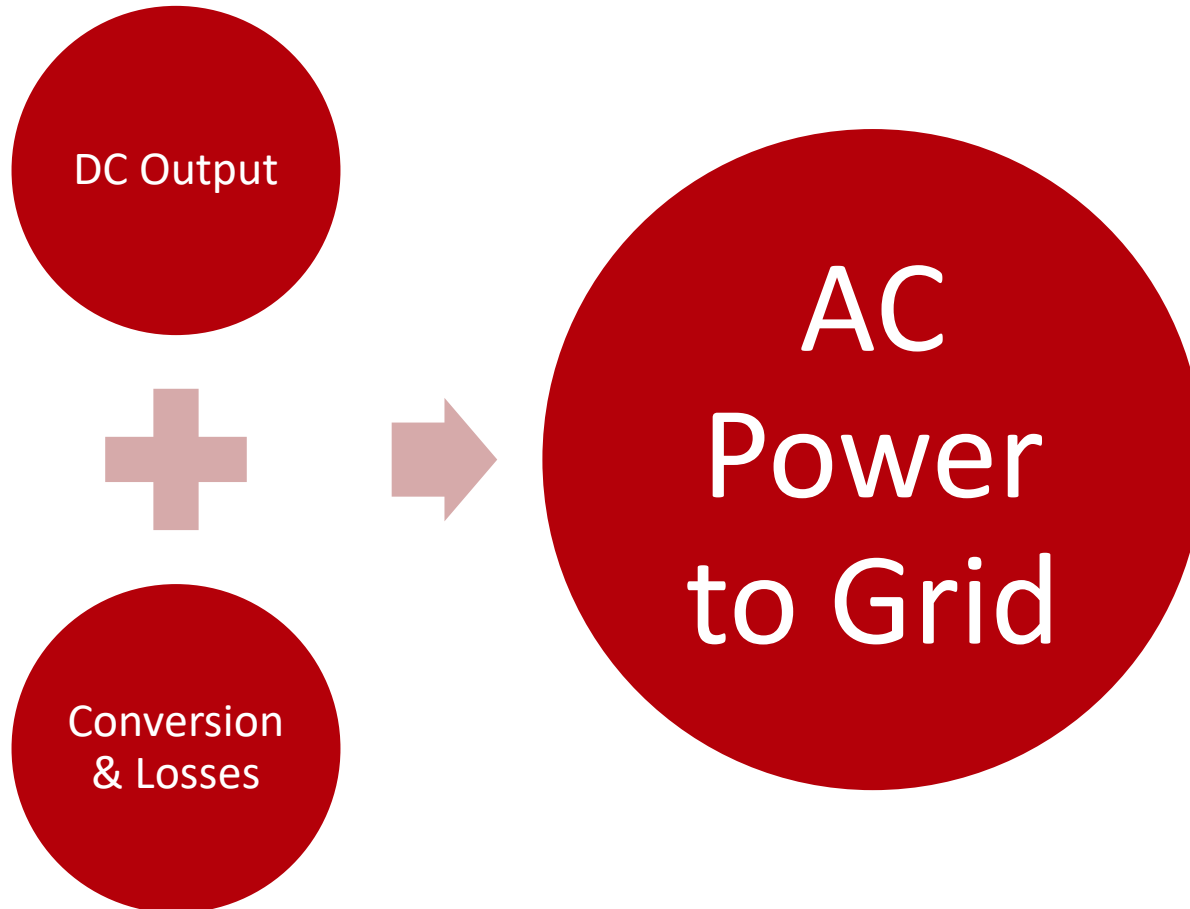 DC Output
Conversion
& Losses
AC
Power
to Grid